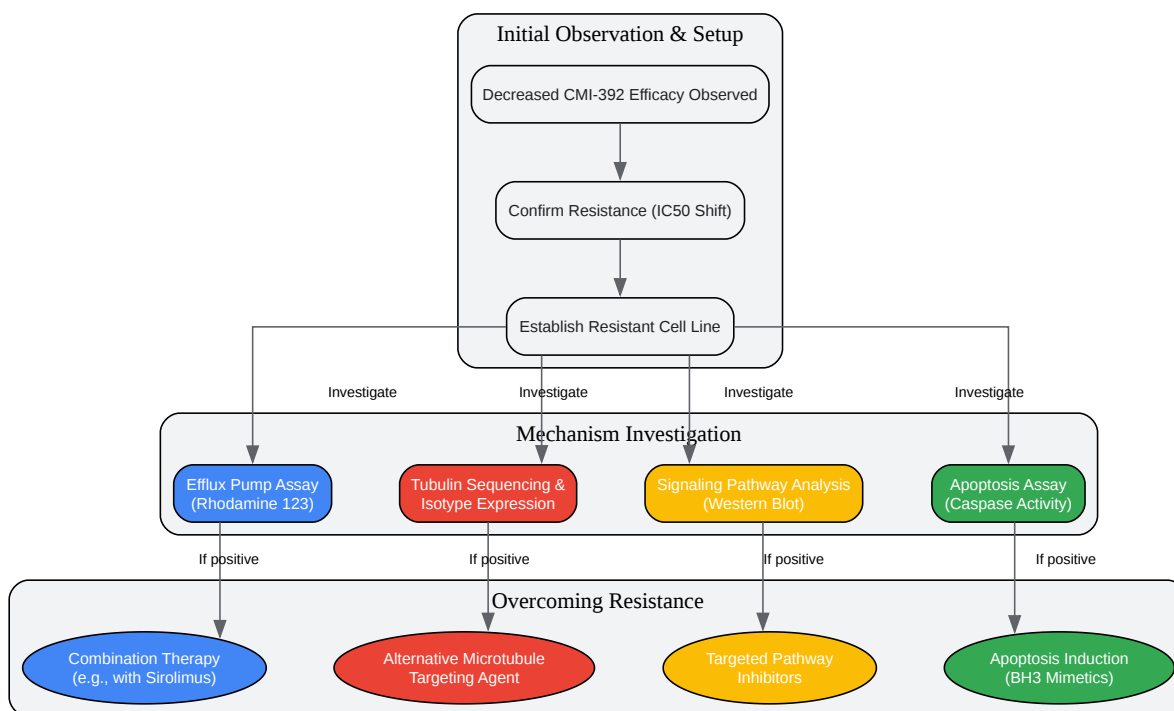 Initial Observation & Setup
Decreased CMI-392 Efficacy Observed
Confirm Resistance (IC50 Shift)
Establish Resistant Cell Line
Investigate
Investigate
Investigate
Investigate
Mechanism Investigation
Efflux Pump Assay
(Rhodamine 123)
Tubulin Sequencing &
Isotype Expression
Signaling Pathway Analysis
(Western Blot)
Apoptosis Assay
(Caspase Activity)
If positive
If positive
If positive
If positive
Overcoming Resistance
Combination Therapy
(e.g., with Sirolimus)
Alternative Microtubule
Targeting Agent
Targeted Pathway
Inhibitors
Apoptosis Induction
(BH3 Mimetics)